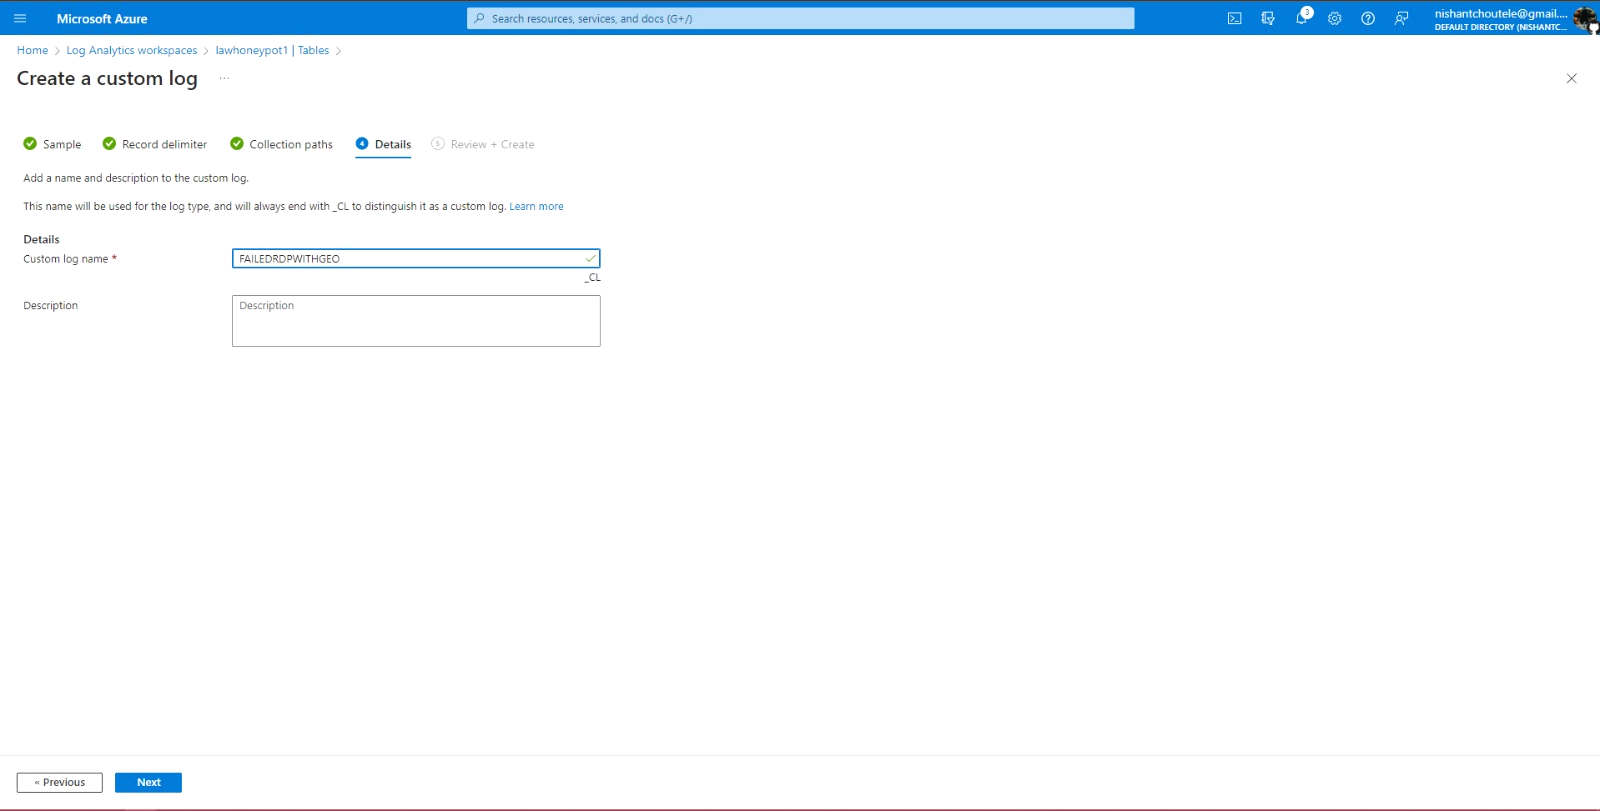 Microsoft Azure
Search resources, services, and docs (G+/)
3
nishantchoutele@gmail....
DEFAULT DIRECTORY (NISHANTC...
Home > Log Analytics workspaces > lawhoneypot1 | Tables >
Create a custom log ...
Sample
Record delimiter
Collection paths
4 Details
5 Review + Create
Add a name and description to the custom log.
This name will be used for the log type, and will always end with _CL to distinguish it as a custom log. Learn more
Details
Custom log name *
FAILEDRDPWITHGEO
_CL
Description
Description
« Previous
Next